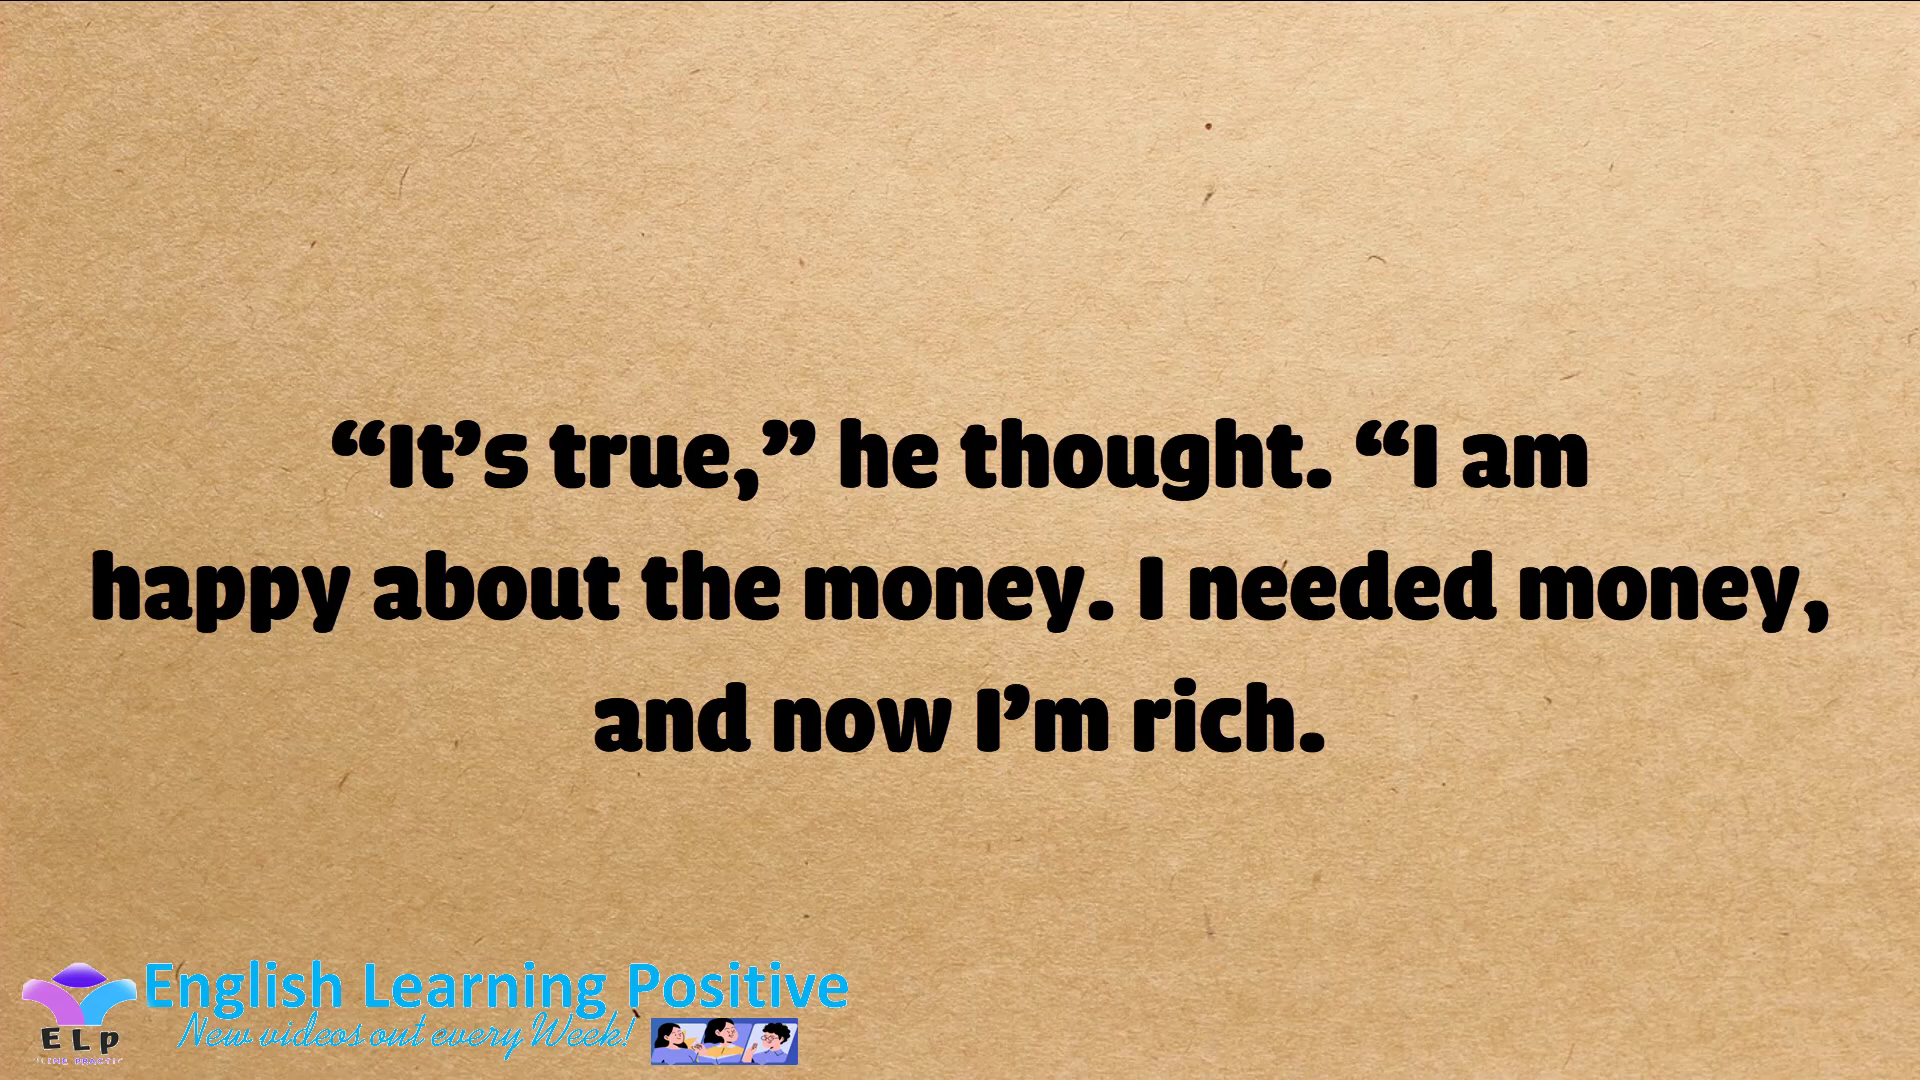 “It’s true,” he thought. “I am
happy about the money. I needed money,
and now I’m rich.
English Learning Positive
New videos out every Week!
ELP